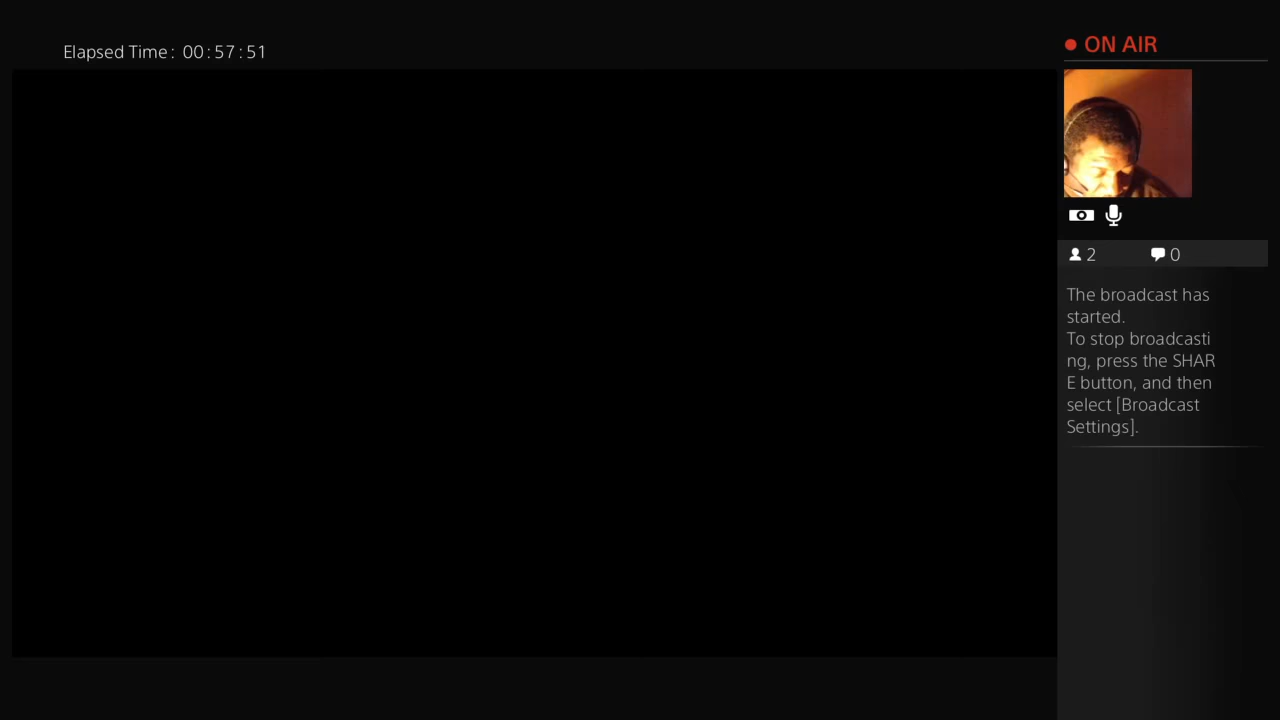 Elapsed Time: 00:57:51
ON AIR
2 0
The broadcast has
started.
To stop broadcasti
ng, press the SHAR
E button, and then
select [Broadcast
Settings].